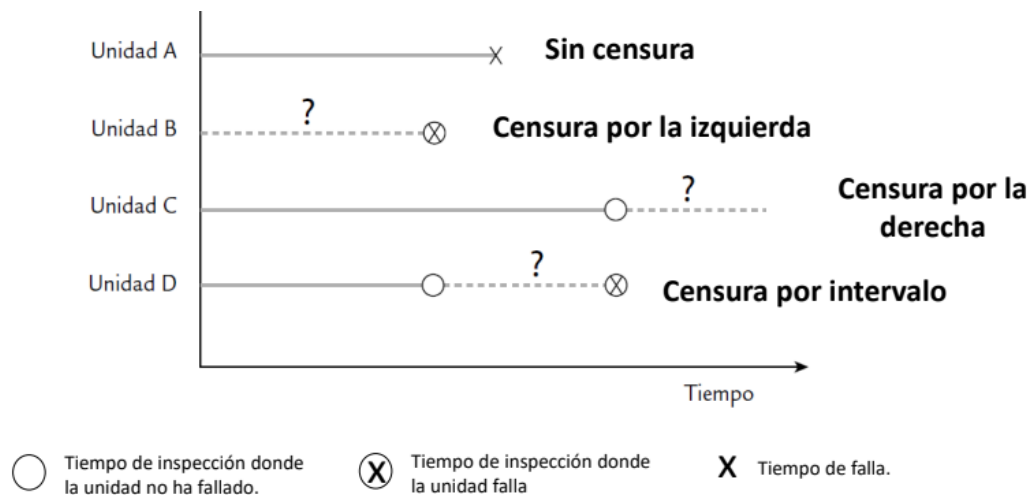 Unidad A
Sin censura
?
Unidad B
Censura por la izquierda
?
Unidad C
Censura por la
derecha
?
Unidad D
Censura por intervalo
Tiempo
Tiempo de inspección donde
la unidad no ha fallado.
X
Tiempo de inspección donde
la unidad falla
X
Tiempo de falla.